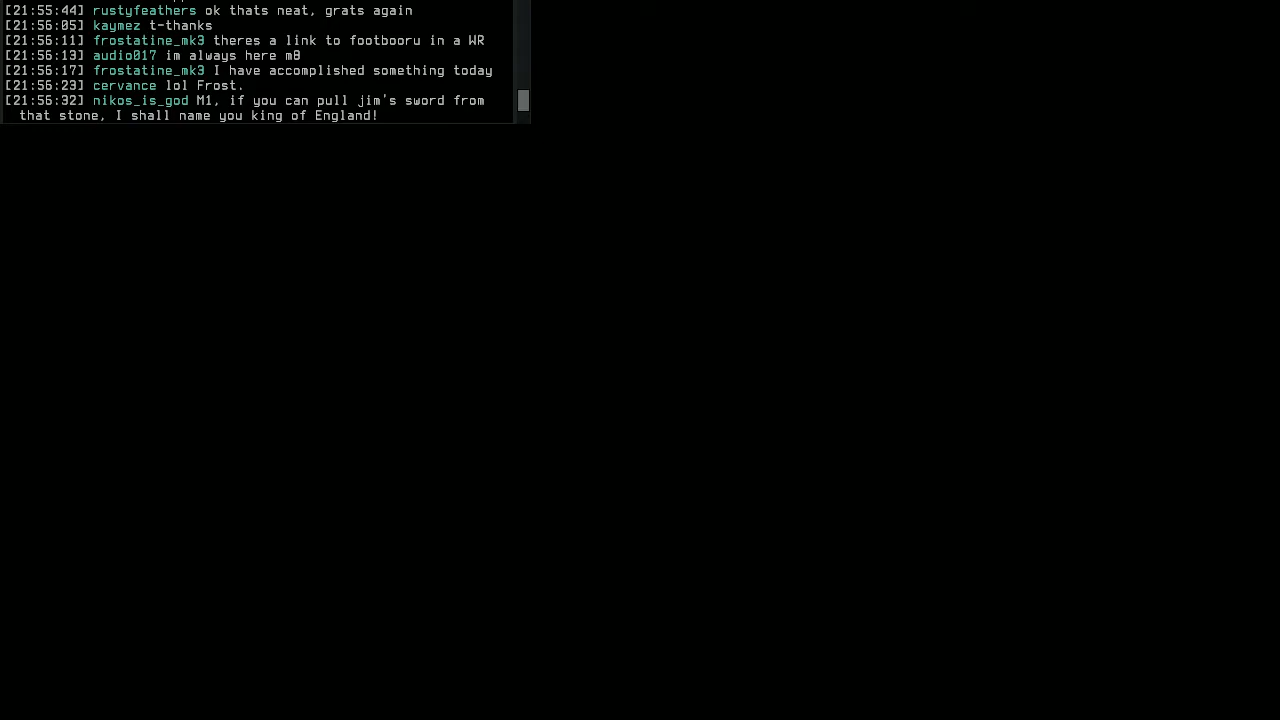 [21:55:44] rustyfeathers ok thats neat, grats again
[21:56:05] kaymez t-thanks
[21:56:11] frostatine_mk3 theres a link to footbooru in a WR
[21:56:13] audio017 im always here m8
[21:56:17] frostatine_mk3 I have accomplished something today
[21:56:23] cervance lol Frost.
[21:56:32] nikos_is_god M1, if you can pull jim's sword from
that stone, I shall name you king of England!